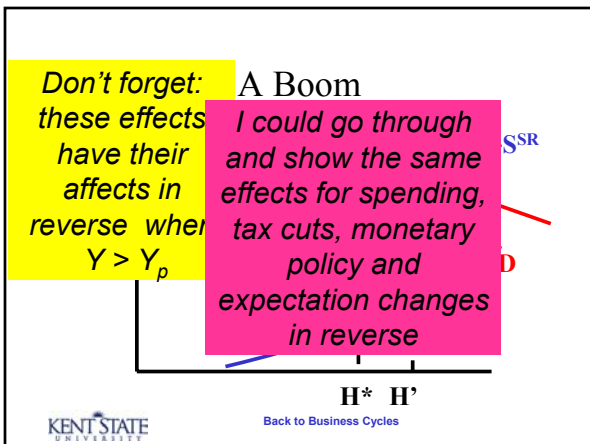 A Boom
Don't forget:
these effects
have their
affects in
reverse when
Y > Yp
I could go through
and show the same
effects for spending,
tax cuts, monetary
policy and
expectation changes
in reverse
SSR
D
H* H'
Back to Business Cycles
KENT STATE
UNIVERSITY